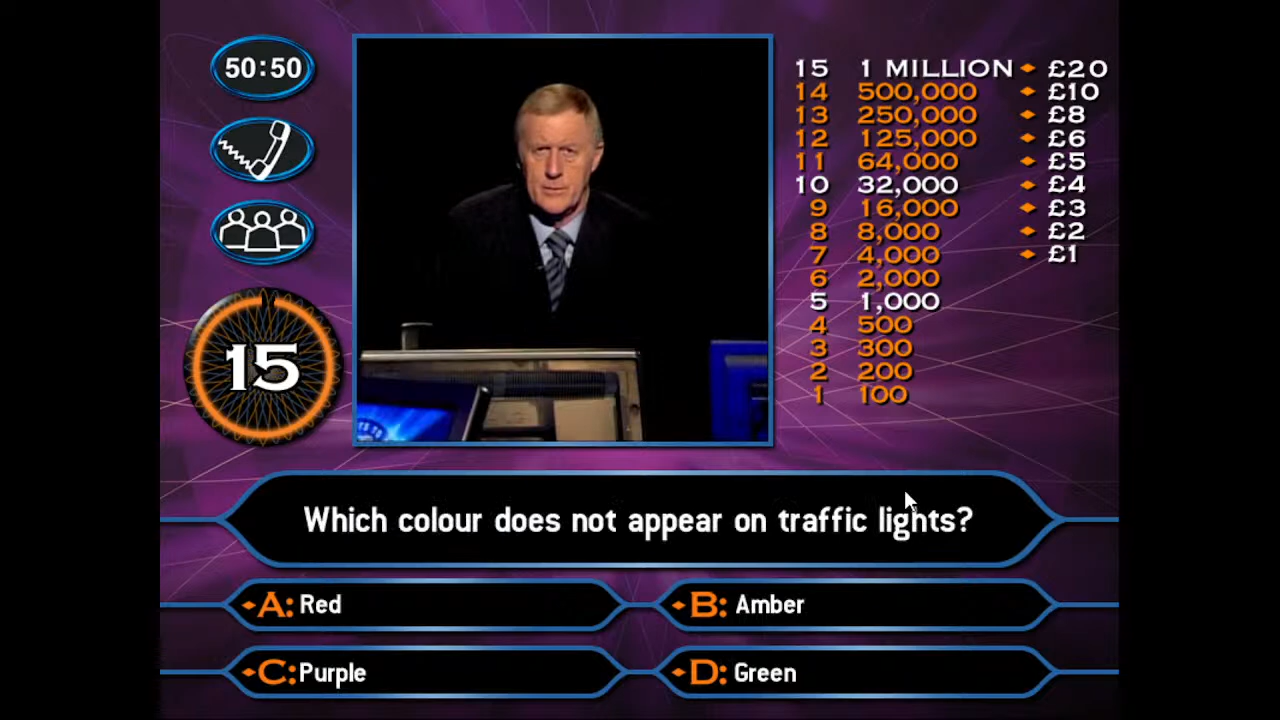 50:50
15
15 1 MILLION £20
14 500,000 £10
13 250,000 £8
12 125,000 £6
11 64,000 £5
10 32,000 £4
9 16,000 £3
8 8,000 £2
7 4,000 £1
6 2,000
5 1,000
4 500
3 300
2 200
1 100
Which colour does not appear on traffic lights?
A: Red
B: Amber
C: Purple
D: Green